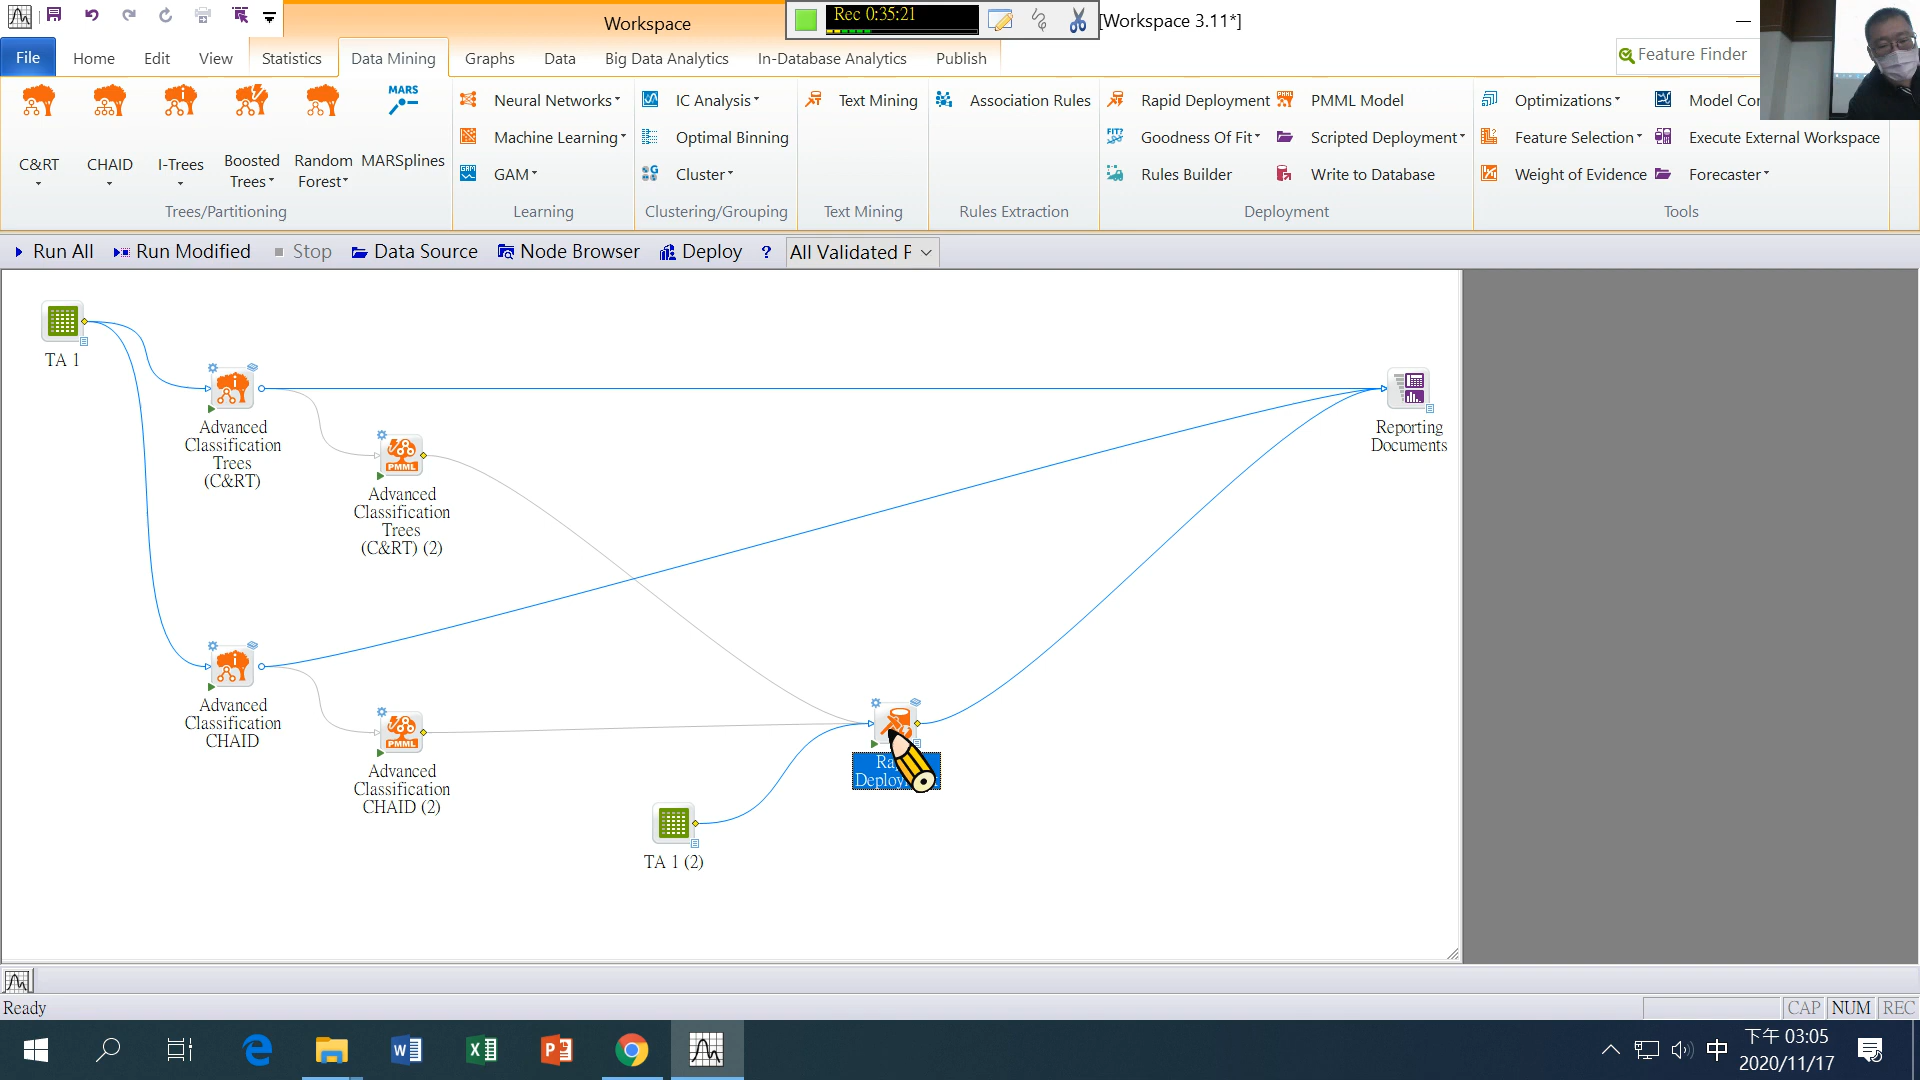 Workspace
Rec 0:35:21
[Workspace 3.11*]
File
Home
Edit
View
Statistics
Data Mining
Graphs
Data
Big Data Analytics
In-Database Analytics
Publish
Feature Finder
C&RT
CHAID
I-Trees
Boosted
Trees
Random
Forest
MARS
MARSplines
Trees/Partitioning
Neural Networks
Machine Learning
GAM
Learning
IC Analysis
Optimal Binning
Cluster
Clustering/Grouping
Text Mining
Text Mining
Association Rules
Rules Extraction
Rapid Deployment
PMML Model
FIT?
Goodness Of Fit
Scripted Deployment
Rules Builder
Write to Database
Deployment
Optimizations
Feature Selection
Execute External Workspace
Weight of Evidence
Forecaster
Model
Tools
Run All
Run Modified
Stop
Data Source
Node Browser
Deploy
?
All Validated
TA 1
Advanced
Classification
Trees
(C&RT)
PMML
Advanced
Classification
Trees
(C&RT) (2)
Reporting
Documents
Advanced
Classification
CHAID
PMML
Advanced
Classification
CHAID (2)
TA 1 (2)
Ready
CAP
NUM
REC
中
下午 03:05
2020/11/17